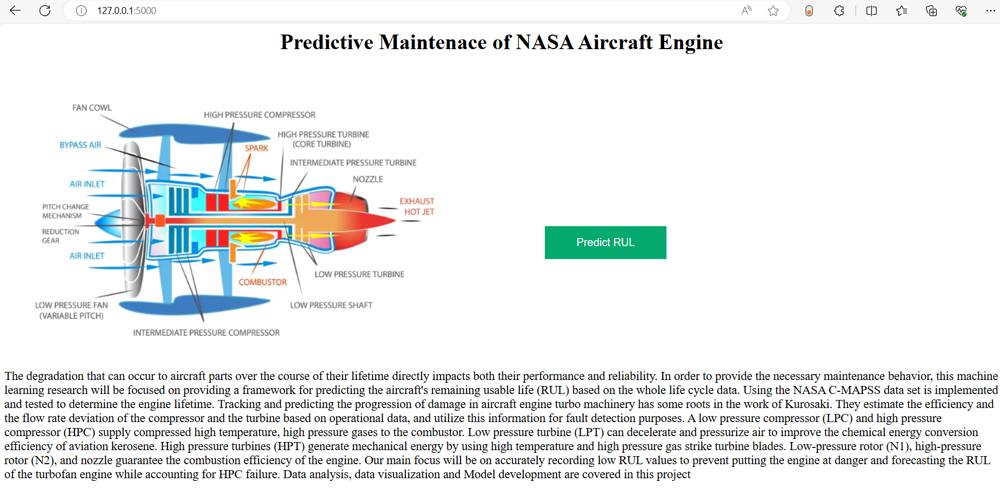 127.0.0.1:5000
Predictive Maintenace of NASA Aircraft Engine
FAN COWL
HIGH PRESSURE COMPRESSOR
HIGH PRESSURE TURBINE
(CORE TURBINE)
BYPASS AIR
SPARK
INTERMEDIATE PRESSURE TURBINE
NOZZLE
AIR INLET
EXHAUST
HOT JET
PITCH CHANGE
MECHANISM
REDUCTION
GEAR
Predict RUL
AIR INLET
LOW PRESSURE TURBINE
COMBUSTOR
LOW PRESSURE FAN
(VARIABLE PITCH)
LOW PRESSURE SHAFT
INTERMEDIATE PRESSURE COMPRESSOR
The degradation that can occur to aircraft parts over the course of their lifetime directly impacts both their performance and reliability. In order to provide the necessary maintenance behavior, this machine
learning research will be focused on providing a framework for predicting the aircraft's remaining usable life (RUL) based on the whole life cycle data. Using the NASA C-MAPSS data set is implemented
and tested to determine the engine lifetime. Tracking and predicting the progression of damage in aircraft engine turbo machinery has some roots in the work of Kurosaki. They estimate the efficiency and
the flow rate deviation of the compressor and the turbine based on operational data, and utilize this information for fault detection purposes. A low pressure compressor (LPC) and high pressure
compressor (HPC) supply compressed high temperature, high pressure gases to the combustor. Low pressure turbine (LPT) can decelerate and pressurize air to improve the chemical energy conversion
efficiency of aviation kerosene. High pressure turbines (HPT) generate mechanical energy by using high temperature and high pressure gas strike turbine blades. Low-pressure rotor (N1), high-pressure
rotor (N2), and nozzle guarantee the combustion efficiency of the engine. Our main focus will be on accurately recording low RUL values to prevent putting the engine at danger and forecasting the RUL
of the turbofan engine while accounting for HPC failure. Data analysis, data visualization and Model development are covered in this project